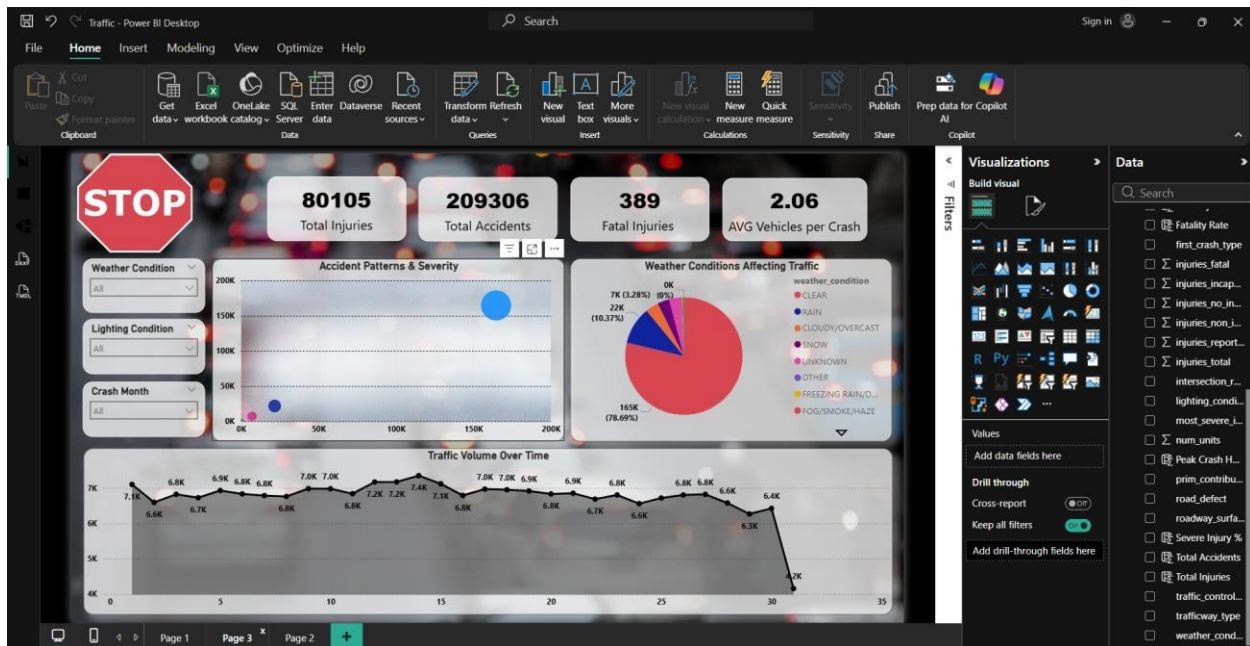 Traffic - Power BI Desktop
Search
Sign in
File Home Insert Modeling View Optimize Help
Paste
Cut
Copy
Format painter
Clipboard
Get data
Excel workbook
OneLake catalog
SQL Server
Enter data
Dataverse
Recent sources
Data
Transform data
Refresh
Queries
New visual
Text box
More visuals
Insert
New visual calculation
New measure
Quick measure
Calculations
Sensitivity
Sensitivity
Publish
Share
Prep data for AI
Copilot
Copilot
STOP
80105
Total Injuries
209306
Total Accidents
389
Fatal Injuries
2.06
AVG Vehicles per Crash
Weather Condition
All
Lighting Condition
All
Crash Month
All
Accident Patterns & Severity
200K
150K
100K
50K
0K
0K 50K 100K 150K 200K
Weather Conditions Affecting Traffic
0K
(0%)
7K (3.28%)
22K
(10.37%)
165K
(78.69%)
weather_condition
CLEAR
RAIN
CLOUDY/OVERCAST
SNOW
UNKNOWN
OTHER
FREEZING RAIN/D...
FOG/SMOKE/HAZE
Traffic Volume Over Time
7K
6K
5K
4K
7.1K 6.6K 6.8K 6.7K 6.9K 6.8K 6.8K 6.8K 7.0K 7.0K 6.8K 7.2K 7.2K 7.4K 7.1K 6.8K 7.0K 7.0K 6.9K 6.8K 6.9K 6.7K 6.8K 6.6K 6.8K 6.8K 6.6K 6.3K 6.4K 4.2K
0 5 10 15 20 25 30 35
Page 1 Page 3 Page 2
Filters
Visualizations
Build visual
R Py
Values
Add data fields here
Drill through
Cross-report Off
Keep all filters On
Add drill-through fields here
Data
Search
Fatality Rate
first_crash_type
injuries_fatal
injuries_incap...
injuries_no_in...
injuries_non_i...
injuries_report...
injuries_total
intersection_r...
lighting_condi...
most_severe_i...
num_units
Peak Crash H...
prim_contribu...
road_defect
roadway_surfa...
Severe Injury %
Total Accidents
Total Injuries
traffic_control...
trafficway_type
weather_cond...